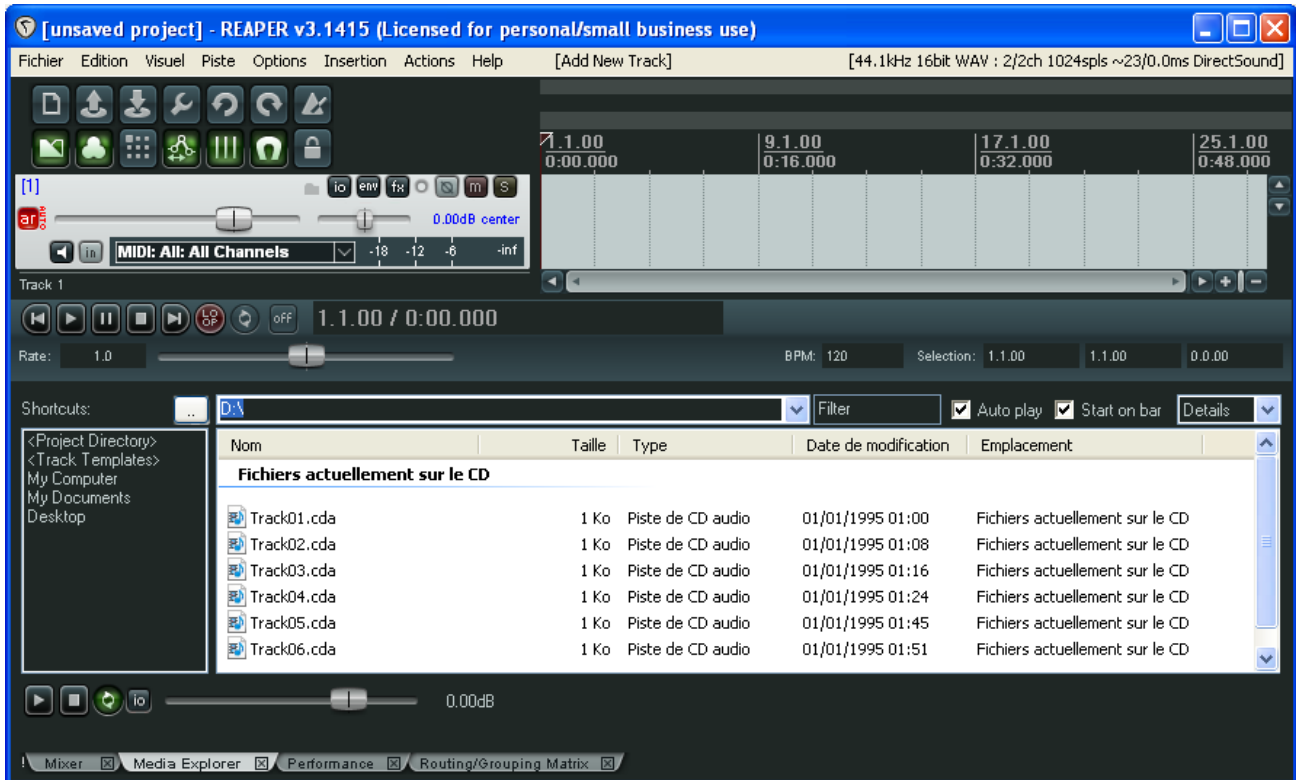 [unsaved project] - REAPER v3.1415 (Licensed for personal/small business use)
Fichier Edition Visuel Piste Options Insertion Actions Help [Add New Track] [44.1kHz 16bit WAV : 2/2ch 1024spls ~23/0.0ms DirectSound]
1.1.00 9.1.00 17.1.00 25.1.00
0:00.000 0:16.000 0:32.000 0:48.000
[1] io env fx m S
ar 0.00dB center
in MIDI: All: All Channels -18 -12 -6 -inf
Track 1
LOOP off 1.1.00 / 0:00.000
Rate: 1.0 BPM: 120 Selection: 1.1.00 1.1.00 0.0.00
Shortcuts: .. D:\ Filter Auto play Start on bar Details
<Project Directory>
<Track Templates>
My Computer
My Documents
Desktop
Nom Taille Type Date de modification Emplacement
Fichiers actuellement sur le CD
Track01.cda 1 Ko Piste de CD audio 01/01/1995 01:00 Fichiers actuellement sur le CD
Track02.cda 1 Ko Piste de CD audio 01/01/1995 01:08 Fichiers actuellement sur le CD
Track03.cda 1 Ko Piste de CD audio 01/01/1995 01:16 Fichiers actuellement sur le CD
Track04.cda 1 Ko Piste de CD audio 01/01/1995 01:24 Fichiers actuellement sur le CD
Track05.cda 1 Ko Piste de CD audio 01/01/1995 01:45 Fichiers actuellement sur le CD
Track06.cda 1 Ko Piste de CD audio 01/01/1995 01:51 Fichiers actuellement sur le CD
io 0.00dB
! Mixer Media Explorer Performance Routing/Grouping Matrix